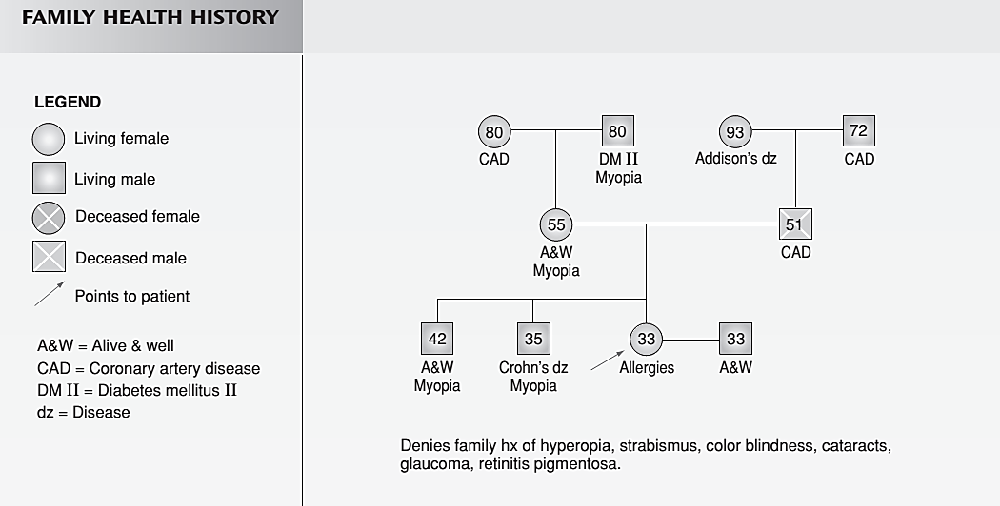 FAMILY HEALTH HISTORY
LEGEND
Living female
Living male
Deceased female
Deceased male
Points to patient
A&W = Alive & well
CAD = Coronary artery disease
DM II = Diabetes mellitus II
dz = Disease
80
80
93
72
CAD
DM II
Myopia
Addison's dz
CAD
55
51
A&W
Myopia
CAD
42
35
33
33
A&W
Myopia
Crohn's dz
Myopia
Allergies
A&W
Denies family hx of hyperopia, strabismus, color blindness, cataracts,
glaucoma, retinitis pigmentosa.